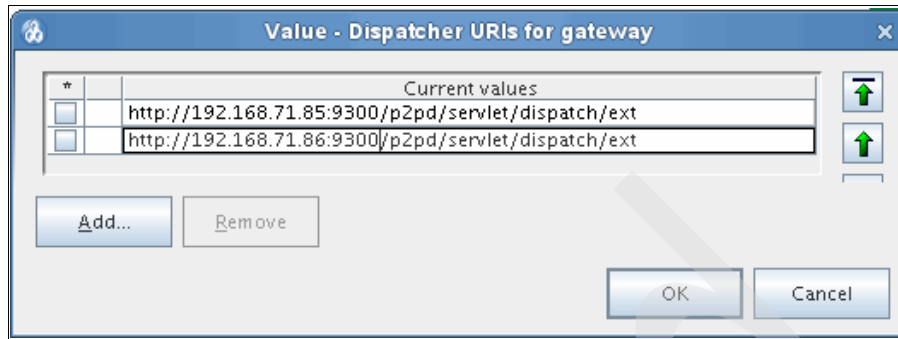 Value - Dispatcher URIs for gateway
* Current values
http://192.168.71.85:9300/p2pd/servlet/dispatch/ext
http://192.168.71.86:9300/p2pd/servlet/dispatch/ext
Add... Remove
OK Cancel